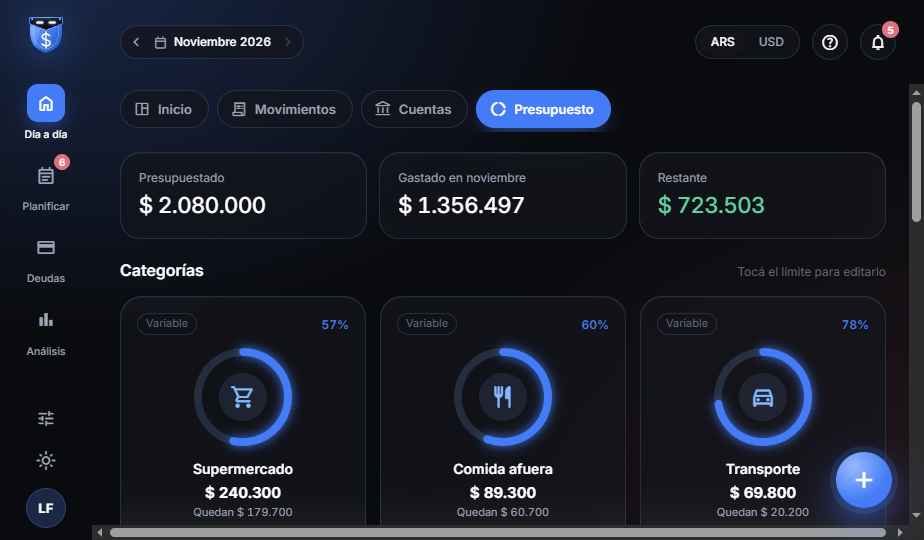 $
Noviembre 2026
ARS USD
5
Día a día
Inicio
Movimientos
Cuentas
Presupuesto
6
Planificar
Presupuestado
$ 2.080.000
Gastado en noviembre
$ 1.356.497
Restante
$ 723.503
Deudas
Categorías
Tocá el límite para editarlo
Análisis
Variable 57%
Supermercado
$ 240.300
Quedan $ 179.700
Variable 60%
Comida afuera
$ 89.300
Quedan $ 60.700
Variable 78%
Transporte
$ 69.800
Quedan $ 20.200
LF